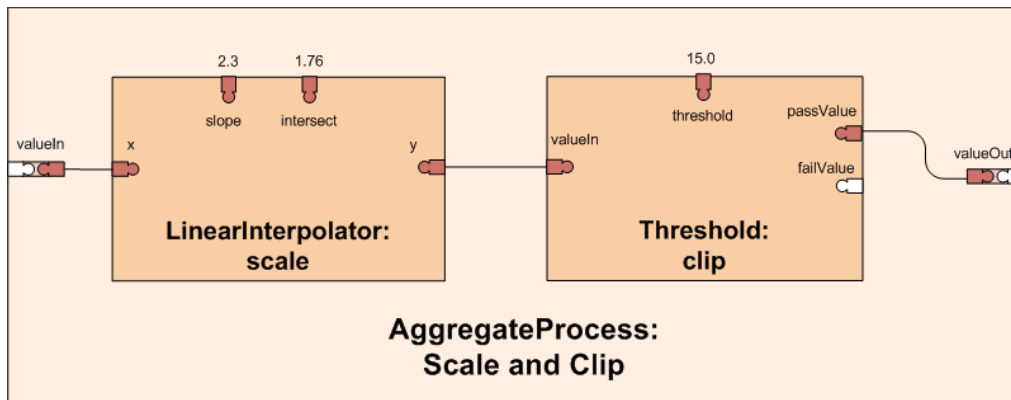 2.3
1.76
15.0
slope
intersect
threshold
passValue
valueIn
x
y
valueIn
failValue
valueOut
LinearInterpolator:
scale
Threshold:
clip
AggregateProcess:
Scale and Clip